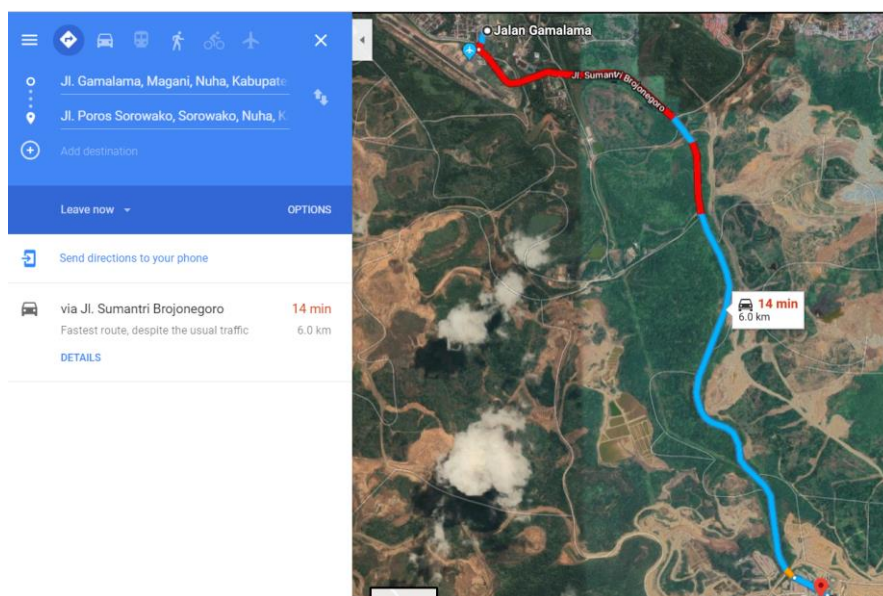 Jl. Gamalama, Magani, Nuha, Kabupate
Jl. Poros Sorowako, Sorowako, Nuha, K
Add destination
Leave now
OPTIONS
Send directions to your phone
via Jl. Sumantri Brojonegoro
14 min
Fastest route, despite the usual traffic
6.0 km
DETAILS
Jalan Gamalama
Jl. Sumantri Brojonegoro
14 min
6.0 km